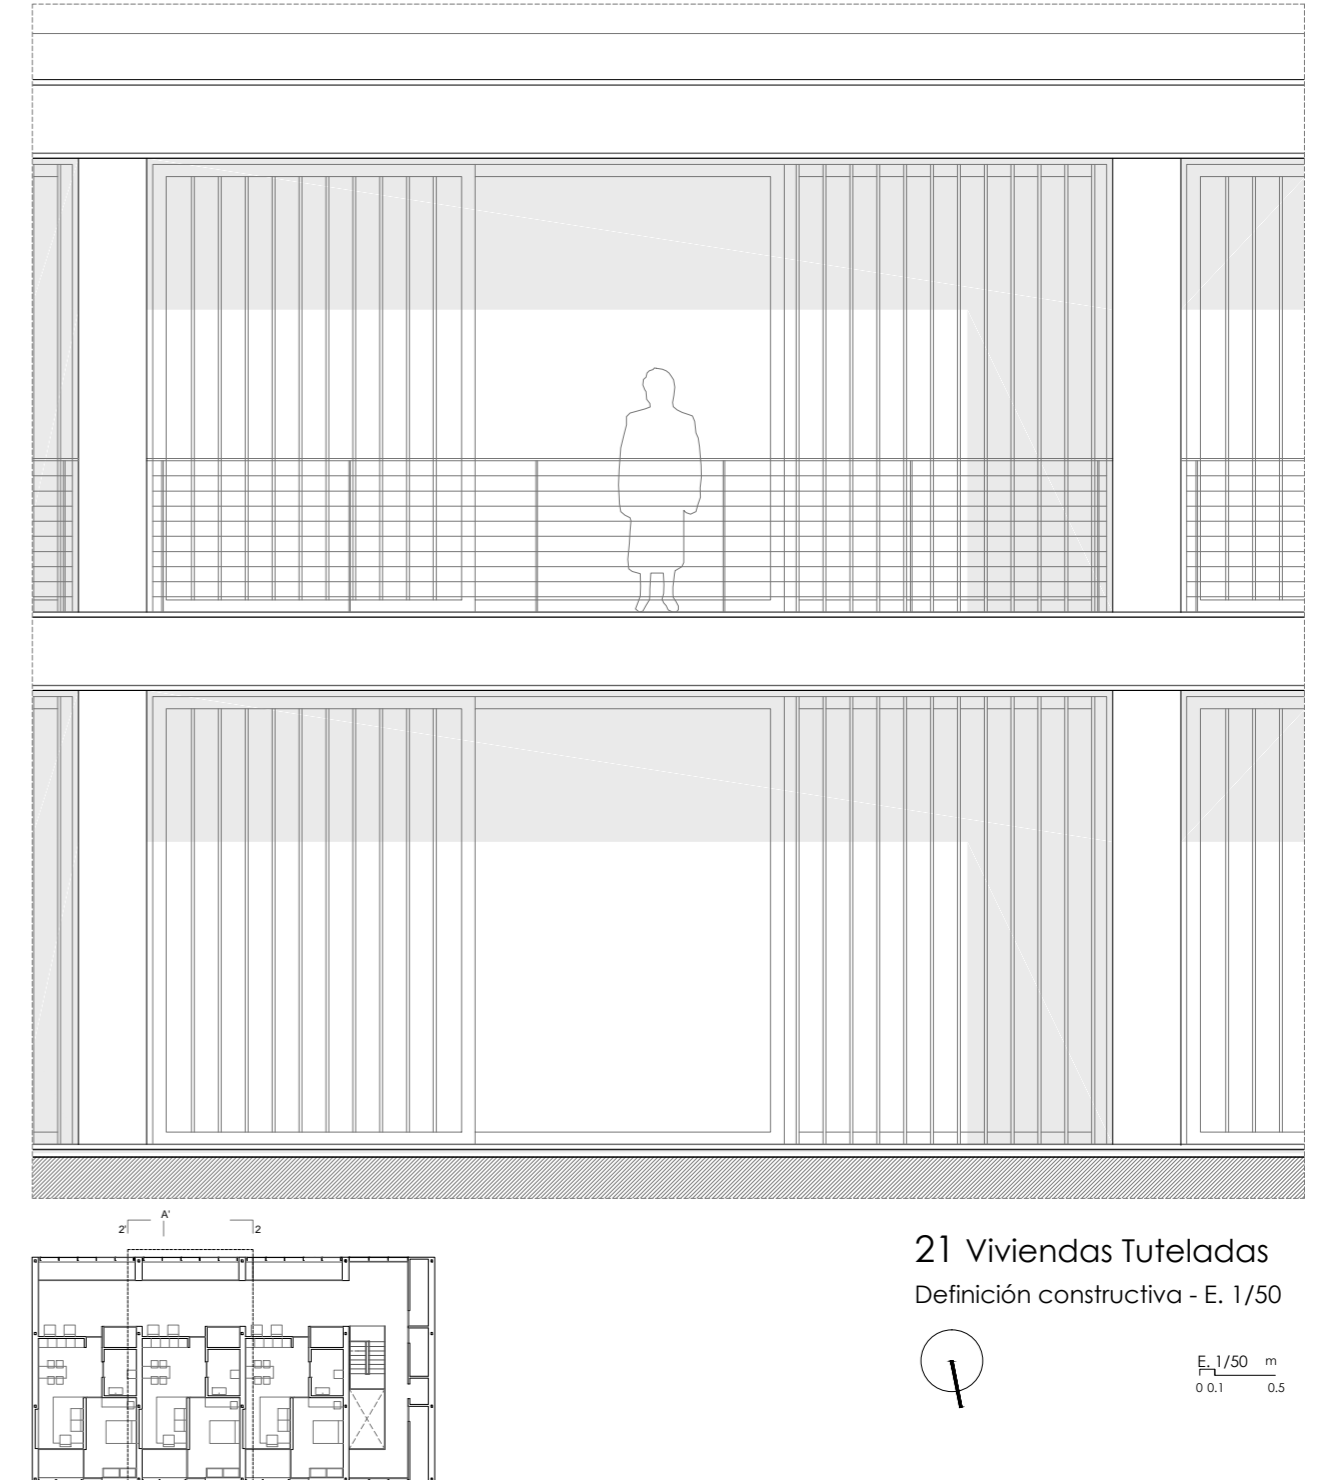 A'
2' 2
21 Viviendas Tuteladas
Definición constructiva - E. 1/50
E. 1/50 m
0 0.1 0.5